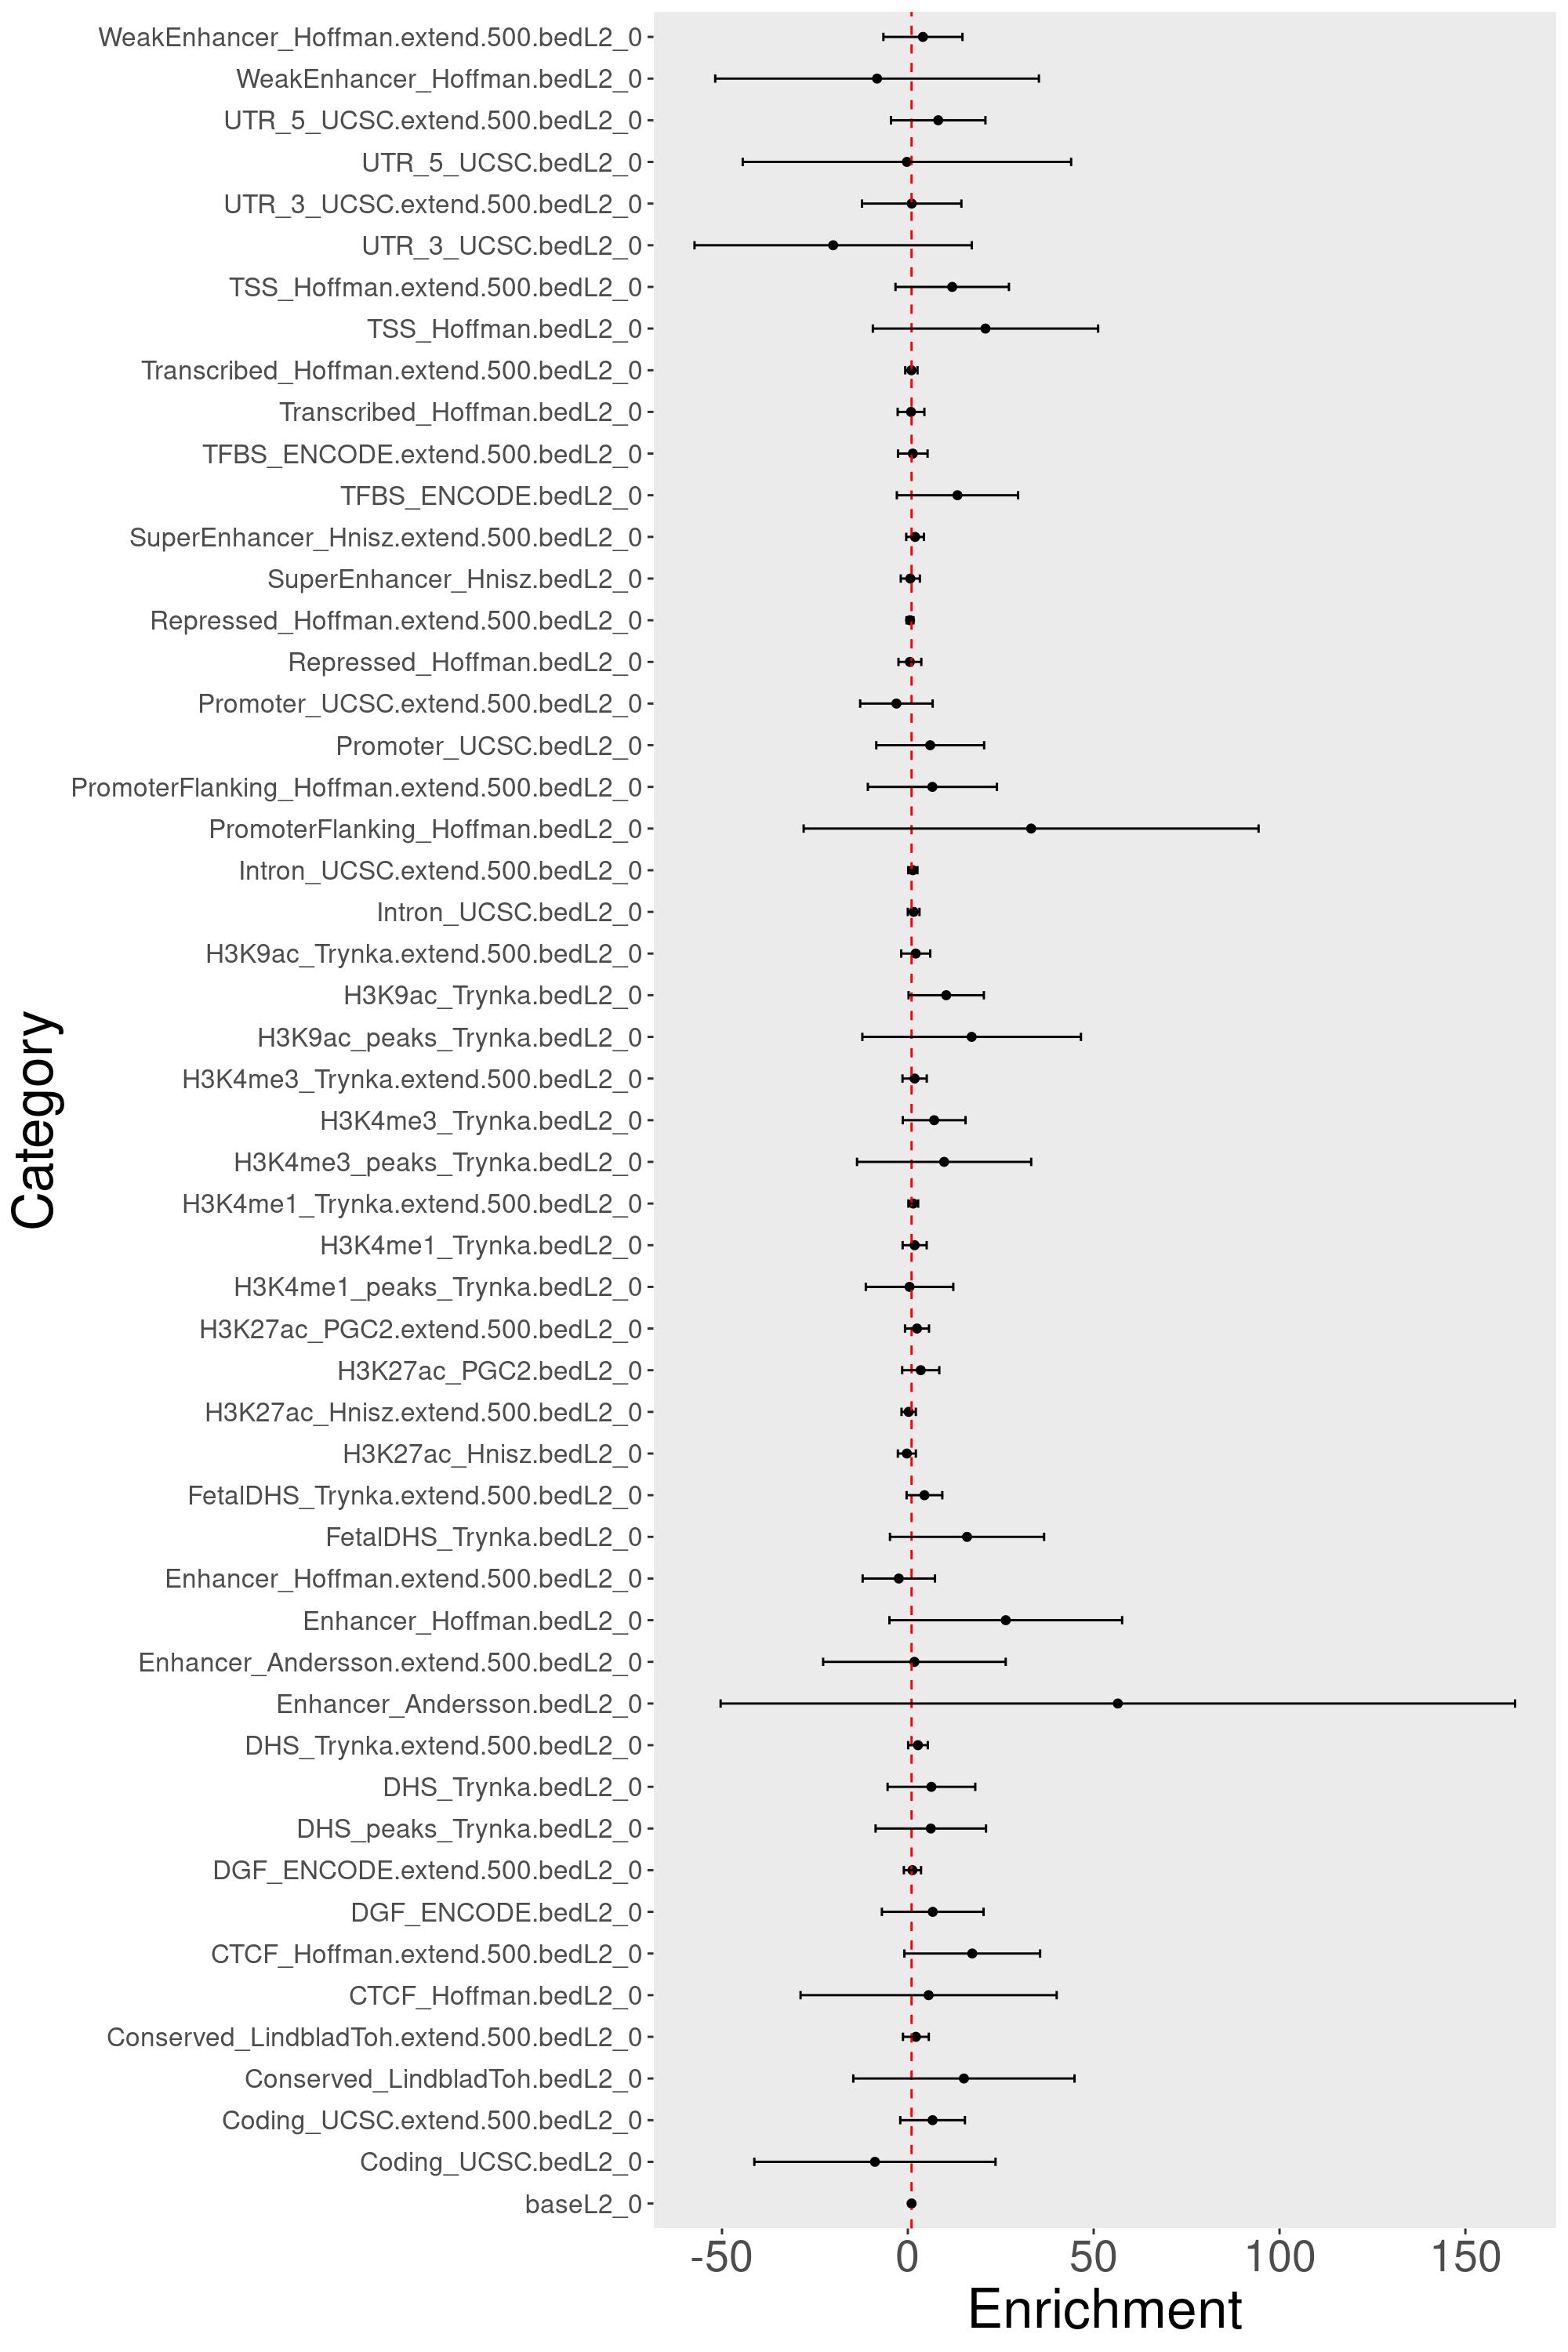 WeakEnhancer_Hoffman.extend.500.bedL2_0
WeakEnhancer_Hoffman.bedL2_0
UTR_5_UCSC.extend.500.bedL2_0
UTR_5_UCSC.bedL2_0
UTR_3_UCSC.extend.500.bedL2_0
UTR_3_UCSC.bedL2_0
TSS_Hoffman.extend.500.bedL2_0
TSS_Hoffman.bedL2_0
Transcribed_Hoffman.extend.500.bedL2_0
Transcribed_Hoffman.bedL2_0
TFBS_ENCODE.extend.500.bedL2_0
TFBS_ENCODE.bedL2_0
SuperEnhancer_Hnisz.extend.500.bedL2_0
SuperEnhancer_Hnisz.bedL2_0
Repressed_Hoffman.extend.500.bedL2_0
Repressed_Hoffman.bedL2_0
Promoter_UCSC.extend.500.bedL2_0
Promoter_UCSC.bedL2_0
PromoterFlanking_Hoffman.extend.500.bedL2_0
PromoterFlanking_Hoffman.bedL2_0
Intron_UCSC.extend.500.bedL2_0
Intron_UCSC.bedL2_0
H3K9ac_Trynka.extend.500.bedL2_0
H3K9ac_Trynka.bedL2_0
H3K9ac_peaks_Trynka.bedL2_0
H3K4me3_Trynka.extend.500.bedL2_0
H3K4me3_Trynka.bedL2_0
H3K4me3_peaks_Trynka.bedL2_0
H3K4me1_Trynka.extend.500.bedL2_0
H3K4me1_Trynka.bedL2_0
H3K4me1_peaks_Trynka.bedL2_0
H3K27ac_PGC2.extend.500.bedL2_0
H3K27ac_PGC2.bedL2_0
H3K27ac_Hnisz.extend.500.bedL2_0
H3K27ac_Hnisz.bedL2_0
FetalDHS_Trynka.extend.500.bedL2_0
FetalDHS_Trynka.bedL2_0
Enhancer_Hoffman.extend.500.bedL2_0
Enhancer_Hoffman.bedL2_0
Enhancer_Andersson.extend.500.bedL2_0
Enhancer_Andersson.bedL2_0
DHS_Trynka.extend.500.bedL2_0
DHS_Trynka.bedL2_0
DHS_peaks_Trynka.bedL2_0
DGF_ENCODE.extend.500.bedL2_0
DGF_ENCODE.bedL2_0
CTCF_Hoffman.extend.500.bedL2_0
CTCF_Hoffman.bedL2_0
Conserved_LindbladToh.extend.500.bedL2_0
Conserved_LindbladToh.bedL2_0
Coding_UCSC.extend.500.bedL2_0
Coding_UCSC.bedL2_0
baseL2_0
Category
-50 0 50 100 150
Enrichment